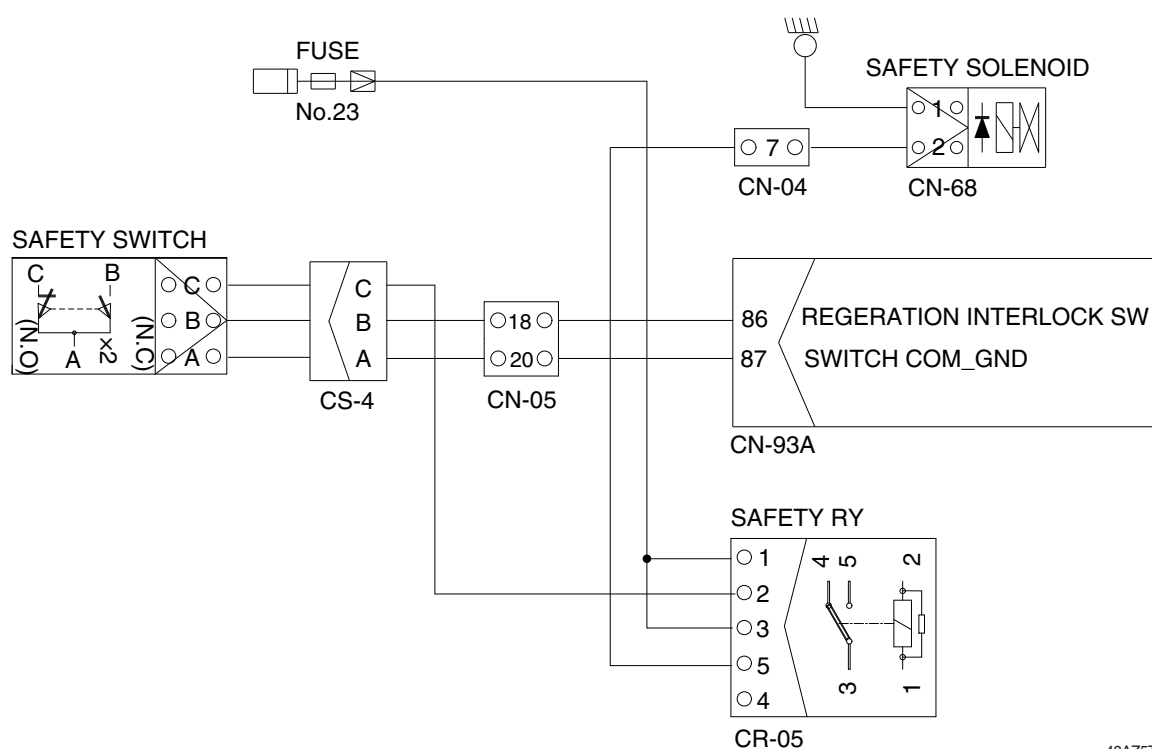 FUSE
No.23
SAFETY SOLENOID
1
2
7
CN-04
CN-68
SAFETY SWITCH
C B
(N.O) A ×2 (N.C)
C
B
A
C
B
A
CS-4
18
20
CN-05
86 REGERATION INTERLOCK SW
87 SWITCH COM_GND
CN-93A
SAFETY RY
1
2
3
5
4
4 5 2
3 1
CR-05